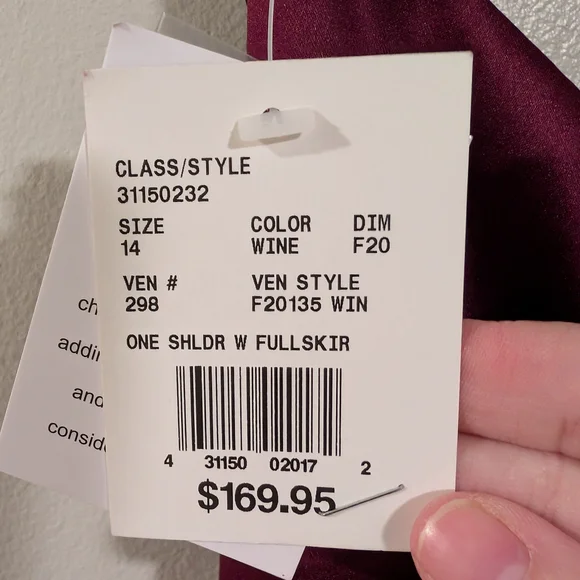 CLASS/STYLE
31150232
SIZE COLOR DIM
14 WINE F20
VEN # VEN STYLE
298 F20135 WIN
ONE SHLDR W FULLSKIR
4 31150 02017 2
$169.95
and